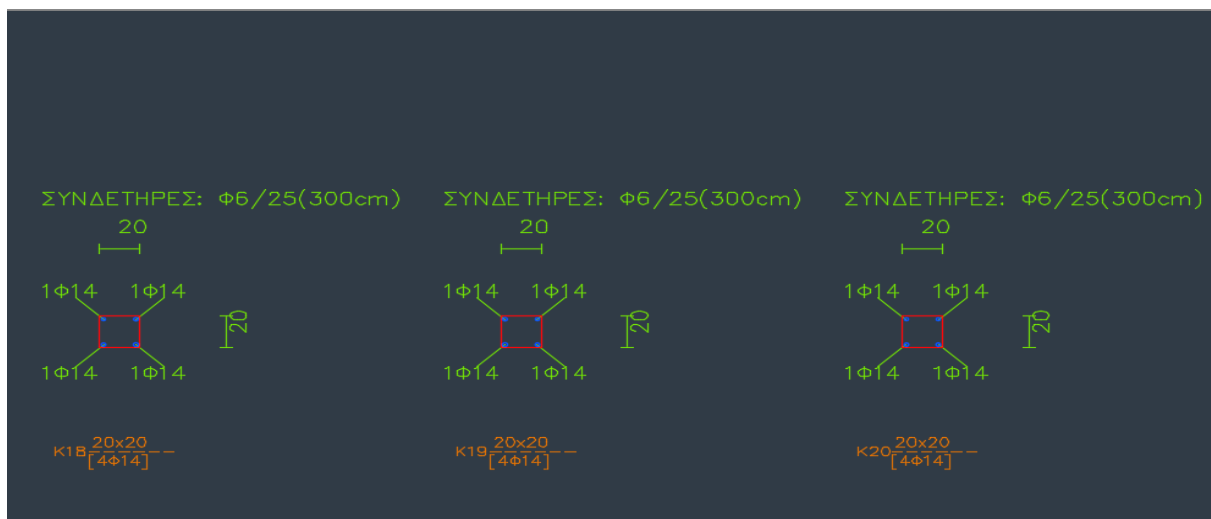 ΣΥΝΔΕΤΗΡΕΣ: Φ6/25(300cm) ΣΥΝΔΕΤΗΡΕΣ: Φ6/25(300cm) ΣΥΝΔΕΤΗΡΕΣ: Φ6/25(300cm)
20 20 20
1Φ14 1Φ14 1Φ14 1Φ14 1Φ14 1Φ14
20 20 20
1Φ14 1Φ14 1Φ14 1Φ14 1Φ14 1Φ14
20x20 20x20 20x20
K18 K19 K20
[4Φ14] [4Φ14] [4Φ14]